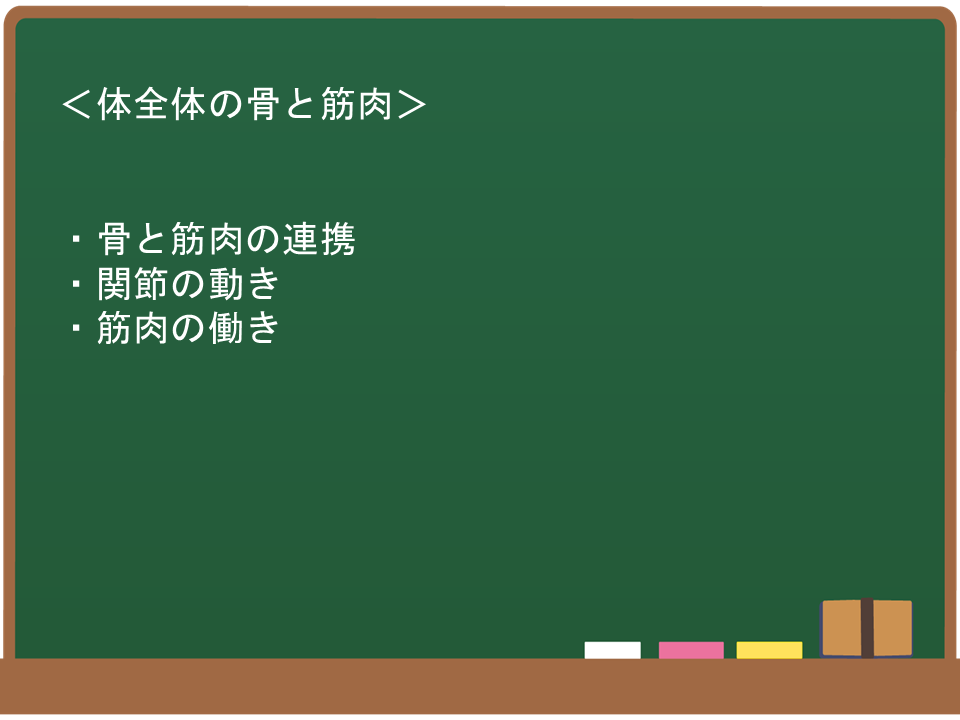 ＜体全体の骨と筋肉＞
・骨と筋肉の連携
・関節の動き
・筋肉の働き